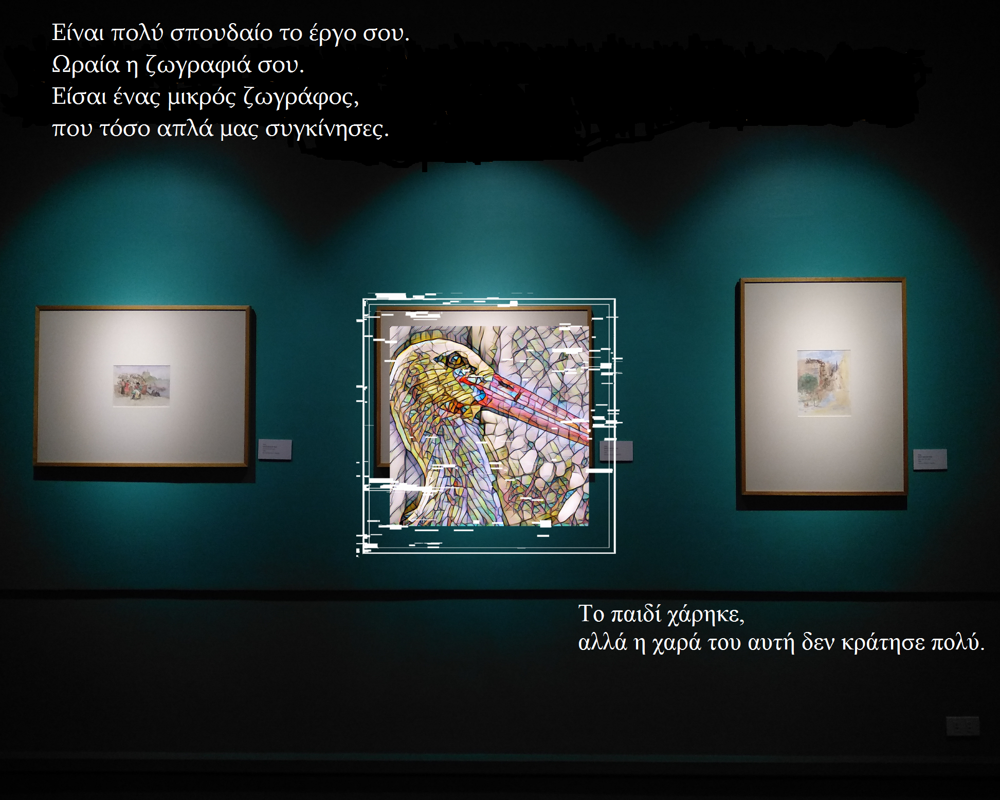 Είναι πολύ σπουδαίο το έργο σου.
Ωραία η ζωγραφιά σου.
Είσαι ένας μικρός ζωγράφος,
που τόσο απλά μας συγκίνησες.
Το παιδί χάρηκε,
αλλά η χαρά του αυτή δεν κράτησε πολύ.